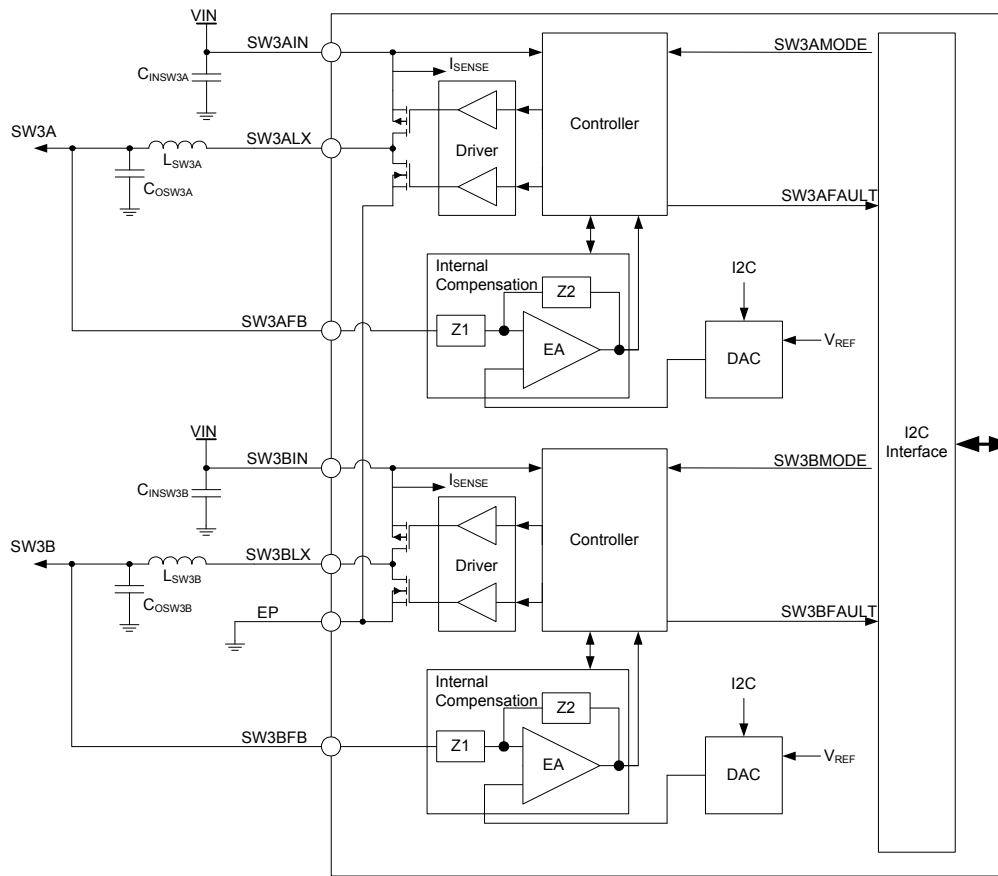 VIN
SW3AIN
CINSW3A
ISENSE
SW3AMODE
Controller
SW3A
SW3ALX
LSW3A
COSW3A
Driver
SW3AFAULT
Internal
Compensation
Z2
I2C
SW3AFB
Z1
EA
DAC
VREF
VIN
SW3BIN
CINSW3B
ISENSE
SW3BMODE
I2C
Interface
Controller
SW3B
SW3BLX
LSW3B
COSW3B
Driver
EP
SW3BFAULT
Internal
Compensation
Z2
I2C
SW3BFB
Z1
EA
DAC
VREF